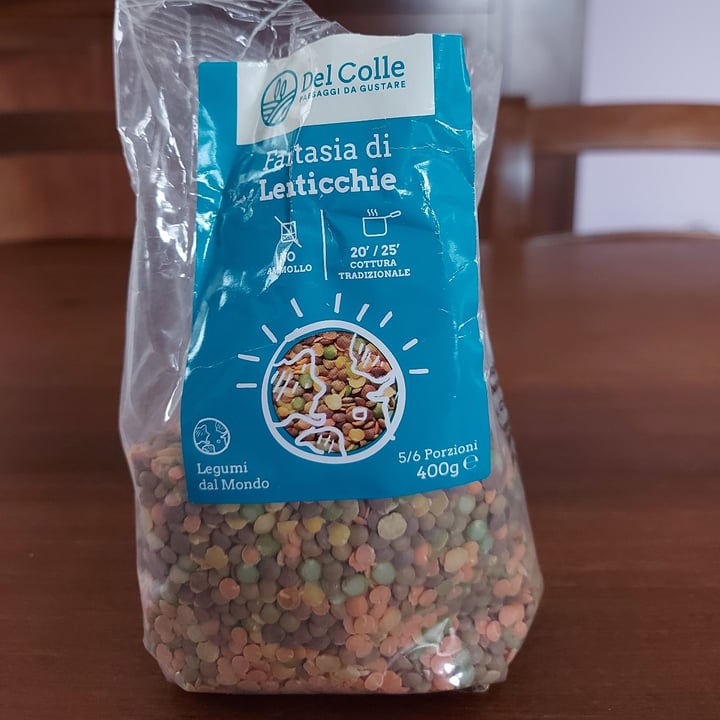 Del Colle
PAESAGGI DA GUSTARE
Fantasia di
Lenticchie
NO
AMMOLLO
20' / 25'
COTTURA
TRADIZIONALE
Legumi
dal Mondo
5/6 Porzioni
400g ℮